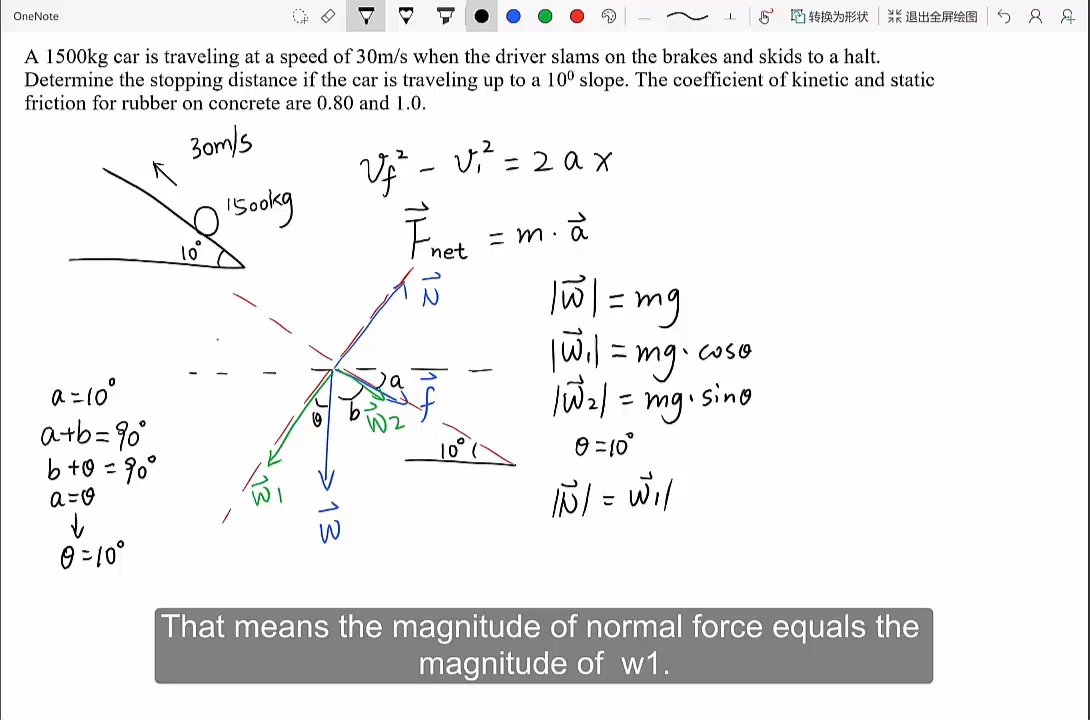 OneNote
转换为形状
退出全屏绘图
A 1500kg car is traveling at a speed of 30m/s when the driver slams on the brakes and skids to a halt.
Determine the stopping distance if the car is traveling up to a 10⁰ slope. The coefficient of kinetic and static
friction for rubber on concrete are 0.80 and 1.0.
30m/s
1500kg
10°
Vf² - V₁² = 2 a x
F⃗net = m · a⃗
N⃗
|W⃗| = mg
|W⃗₁| = mg · cosθ
|W⃗₂| = mg · sinθ
θ = 10°
|N⃗| = W⃗₁|
a
b
θ
W⃗2
f⃗
10°
W⃗1
W⃗
a = 10°
a + b = 90°
b + θ = 90°
a = θ
↓
θ = 10°
That means the magnitude of normal force equals the
magnitude of w1.